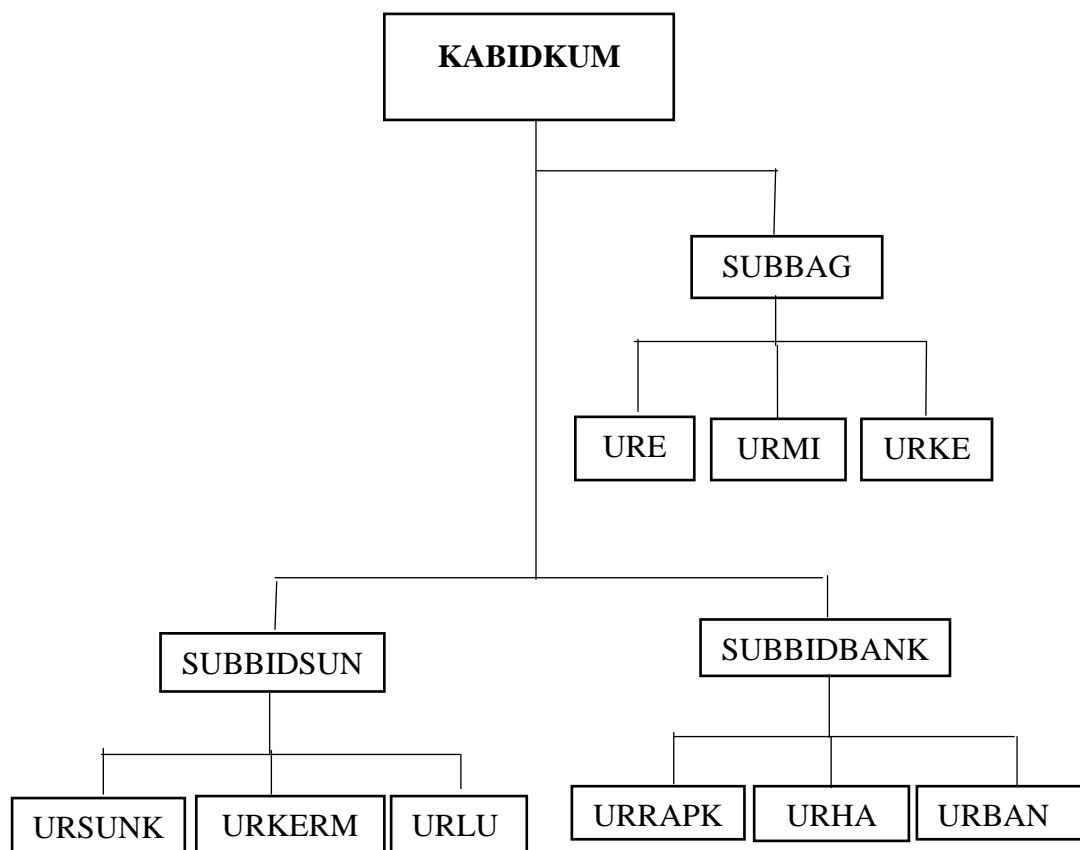 KABIDKUM
SUBBAG
URE
URMI
URKE
SUBBIDSUN
SUBBIDBANK
URSUNK
URKERM
URLU
URRAPK
URHA
URBAN